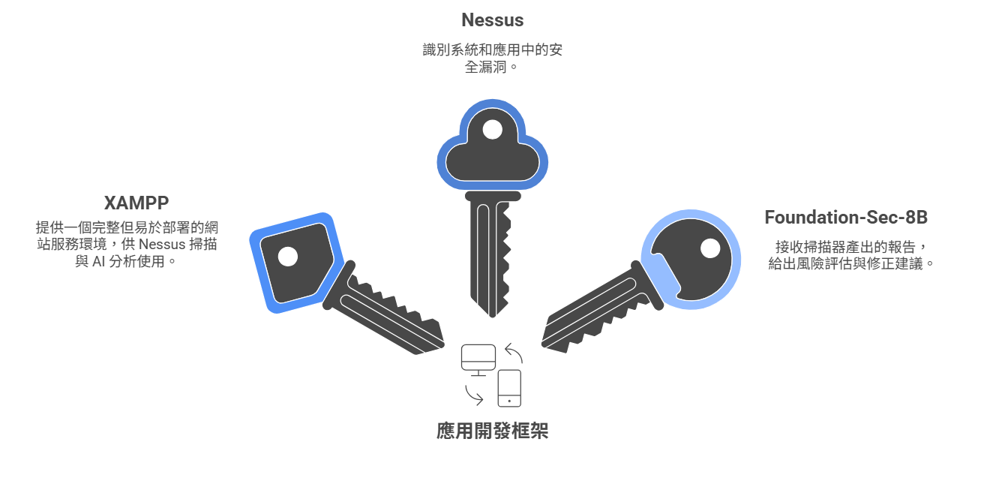 Nessus
識別系統和應用中的安
全漏洞。
XAMPP
提供一個完整但易於部署的網
站服務環境，供 Nessus 掃描
與 AI 分析使用。
Foundation-Sec-8B
接收掃描器產出的報告，
給出風險評估與修正建議。
應用開發框架